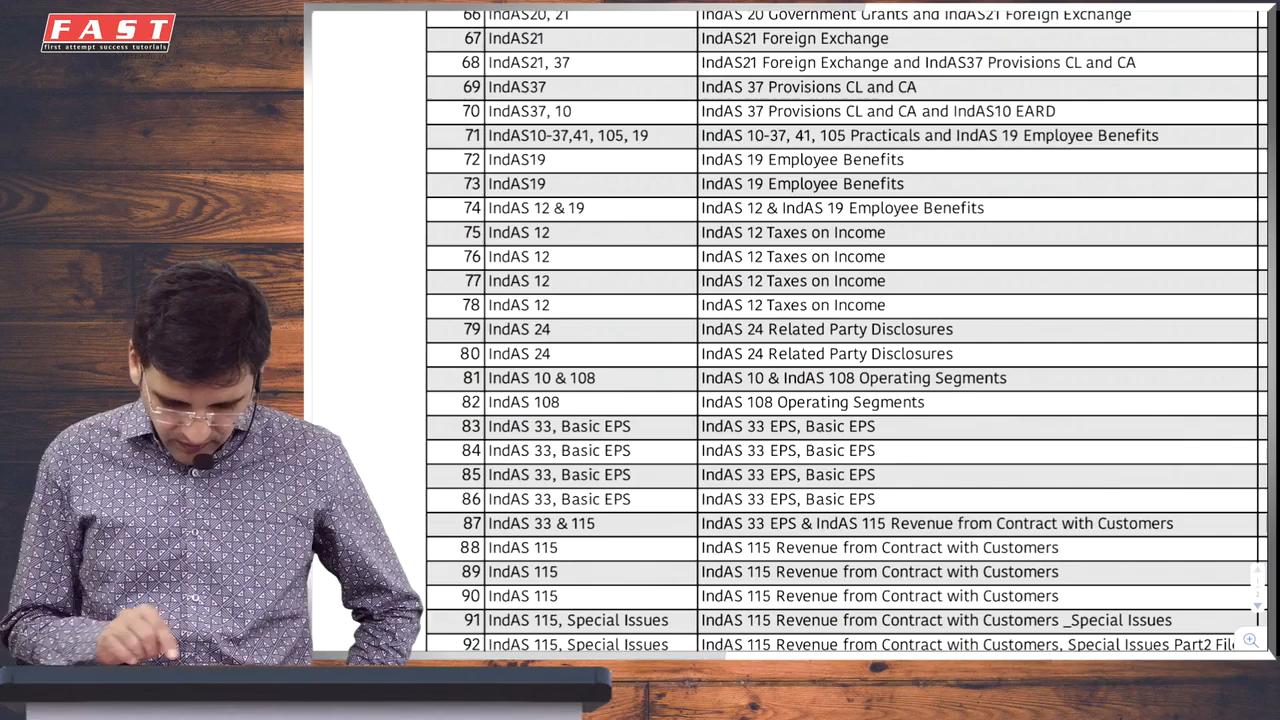 FAST
first attempt success tutorials
66 IndAS20, 21 IndAS 20 Government Grants and IndAS21 Foreign Exchange
67 IndAS21 IndAS21 Foreign Exchange
68 IndAS21, 37 IndAS21 Foreign Exchange and IndAS37 Provisions CL and CA
69 IndAS37 IndAS 37 Provisions CL and CA
70 IndAS37, 10 IndAS 37 Provisions CL and CA and IndAS10 EARD
71 IndAS10-37,41, 105, 19 IndAS 10-37, 41, 105 Practicals and IndAS 19 Employee Benefits
72 IndAS19 IndAS 19 Employee Benefits
73 IndAS19 IndAS 19 Employee Benefits
74 IndAS 12 & 19 IndAS 12 & IndAS 19 Employee Benefits
75 IndAS 12 IndAS 12 Taxes on Income
76 IndAS 12 IndAS 12 Taxes on Income
77 IndAS 12 IndAS 12 Taxes on Income
78 IndAS 12 IndAS 12 Taxes on Income
79 IndAS 24 IndAS 24 Related Party Disclosures
80 IndAS 24 IndAS 24 Related Party Disclosures
81 IndAS 10 & 108 IndAS 10 & IndAS 108 Operating Segments
82 IndAS 108 IndAS 108 Operating Segments
83 IndAS 33, Basic EPS IndAS 33 EPS, Basic EPS
84 IndAS 33, Basic EPS IndAS 33 EPS, Basic EPS
85 IndAS 33, Basic EPS IndAS 33 EPS, Basic EPS
86 IndAS 33, Basic EPS IndAS 33 EPS, Basic EPS
87 IndAS 33 & 115 IndAS 33 EPS & IndAS 115 Revenue from Contract with Customers
88 IndAS 115 IndAS 115 Revenue from Contract with Customers
89 IndAS 115 IndAS 115 Revenue from Contract with Customers
90 IndAS 115 IndAS 115 Revenue from Contract with Customers
91 IndAS 115, Special Issues IndAS 115 Revenue from Contract with Customers _Special Issues
92 IndAS 115, Special Issues IndAS 115 Revenue from Contract with Customers, Special Issues Part2 File